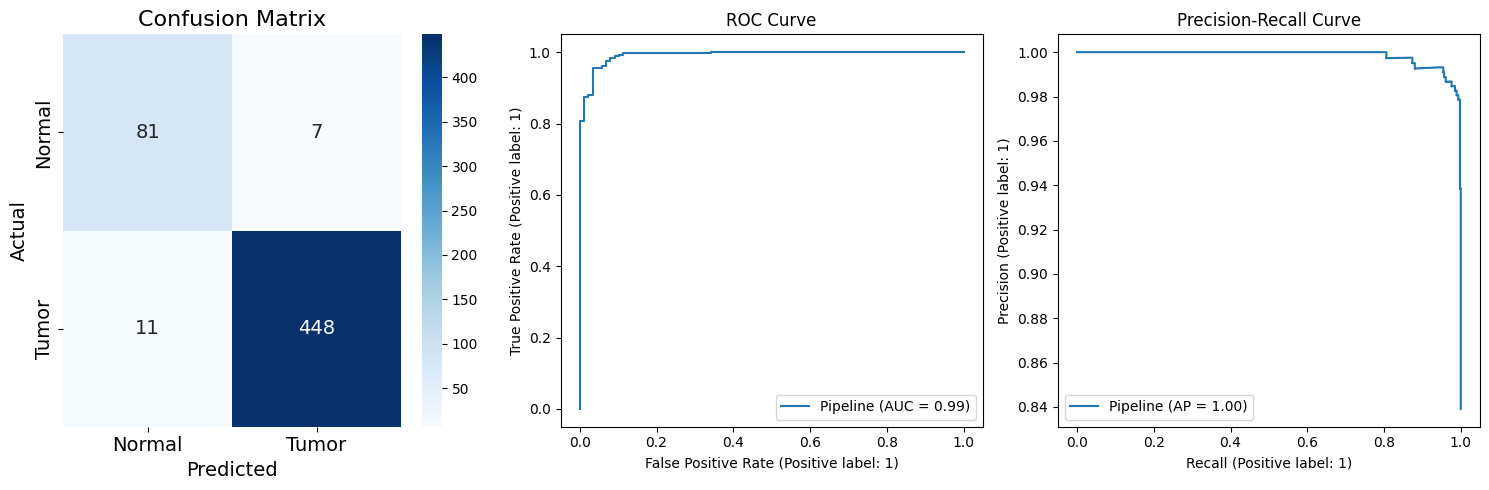 Confusion Matrix
Normal
81
7
Actual
Tumor
11
448
Normal Tumor
Predicted
400
350
300
250
200
150
100
50
ROC Curve
True Positive Rate (Positive label: 1)
1.0
0.8
0.6
0.4
0.2
0.0
Pipeline (AUC = 0.99)
0.0 0.2 0.4 0.6 0.8 1.0
False Positive Rate (Positive label: 1)
Precision-Recall Curve
Precision (Positive label: 1)
1.00
0.98
0.96
0.94
0.92
0.90
0.88
0.86
0.84
Pipeline (AP = 1.00)
0.0 0.2 0.4 0.6 0.8 1.0
Recall (Positive label: 1)